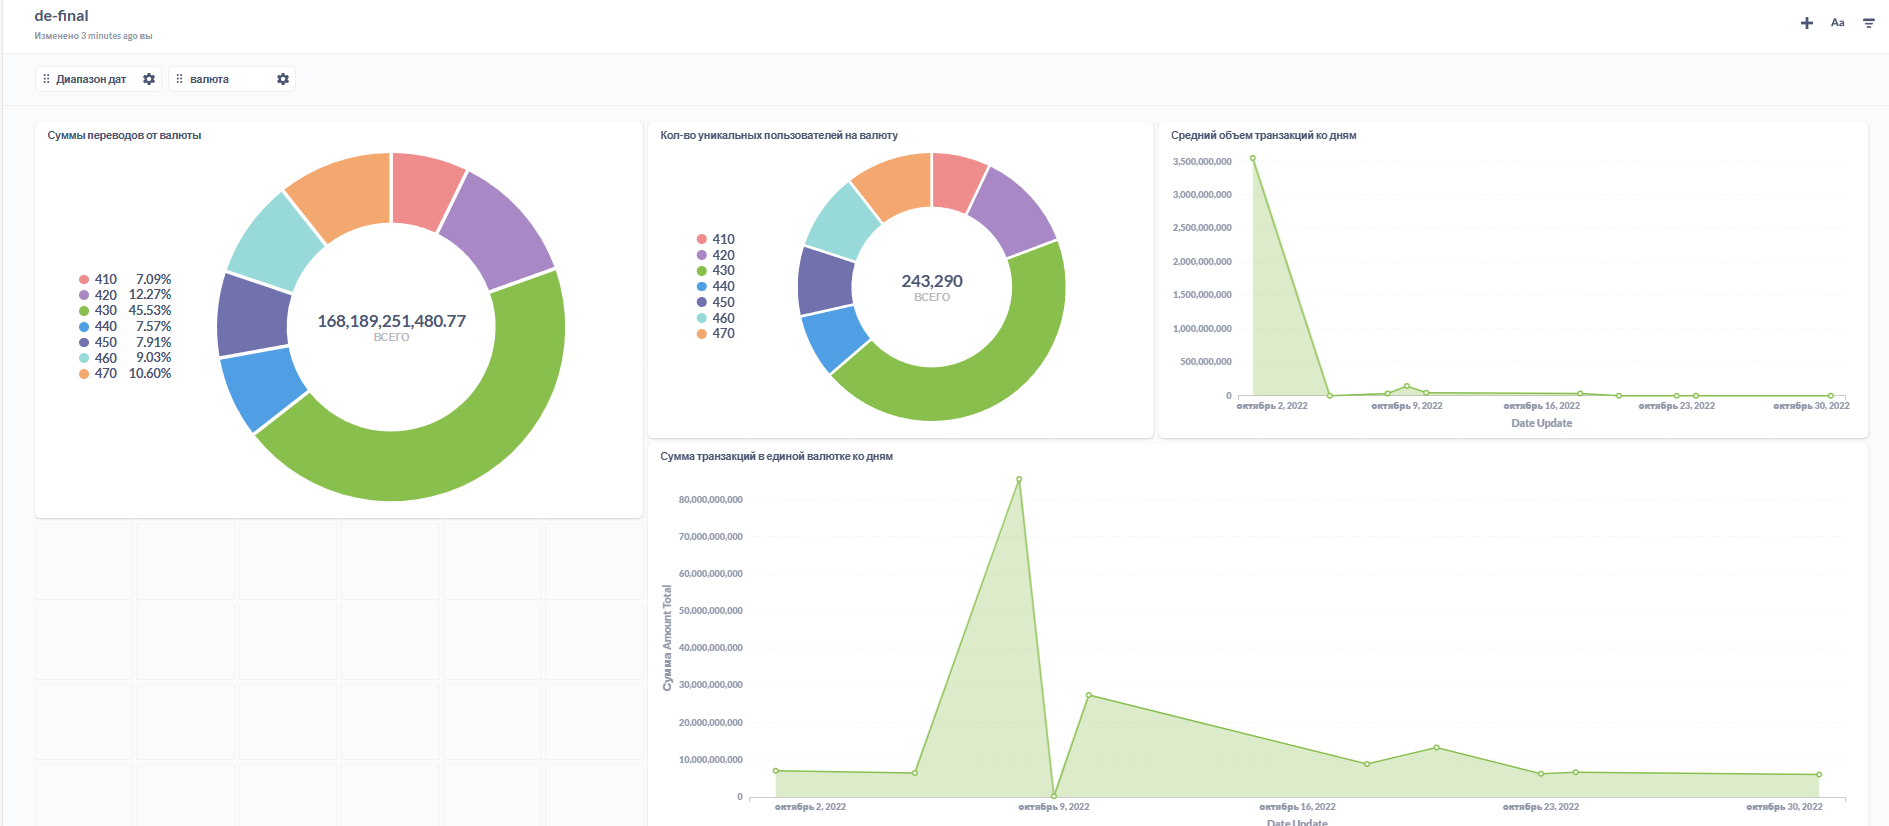 de-final
Изменено 3 minutes ago вы
Aa
Диапазон дат
валюта
Суммы переводов от валюты
410 7.09%
420 12.27%
430 45.53%
440 7.57%
450 7.91%
460 9.03%
470 10.60%
168,189,251,480.77
ВСЕГО
Кол-во уникальных пользователей на валюту
410
420
430
440
450
460
470
243,290
ВСЕГО
Средний объем транзакций ко дням
3,500,000,000
3,000,000,000
2,500,000,000
2,000,000,000
1,500,000,000
1,000,000,000
500,000,000
0
октябрь 2, 2022
октябрь 9, 2022
октябрь 16, 2022
октябрь 23, 2022
октябрь 30, 2022
Date Update
Сумма транзакций в единой валютке ко дням
80,000,000,000
70,000,000,000
60,000,000,000
50,000,000,000
40,000,000,000
30,000,000,000
20,000,000,000
10,000,000,000
0
Сумма Amount Total
октябрь 2, 2022
октябрь 9, 2022
октябрь 16, 2022
октябрь 23, 2022
октябрь 30, 2022
Date Update